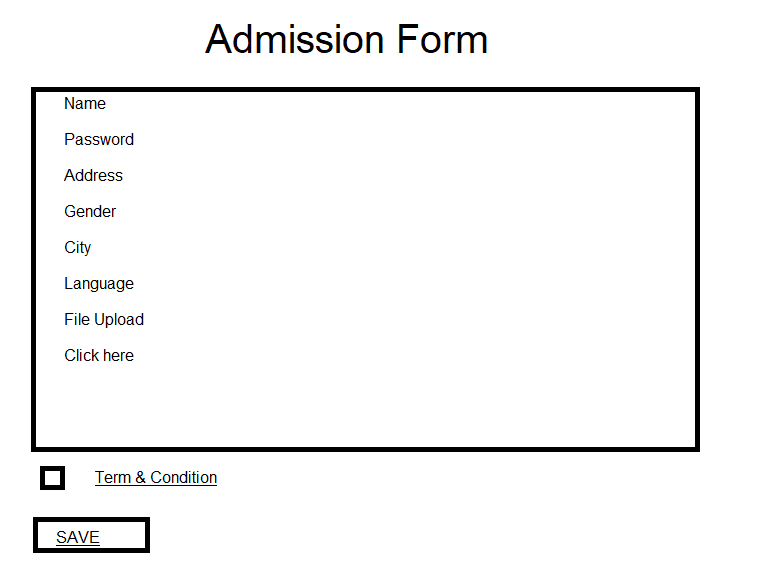 Admission Form
Name
Password
Address
Gender
City
Language
File Upload
Click here
Term & Condition
SAVE